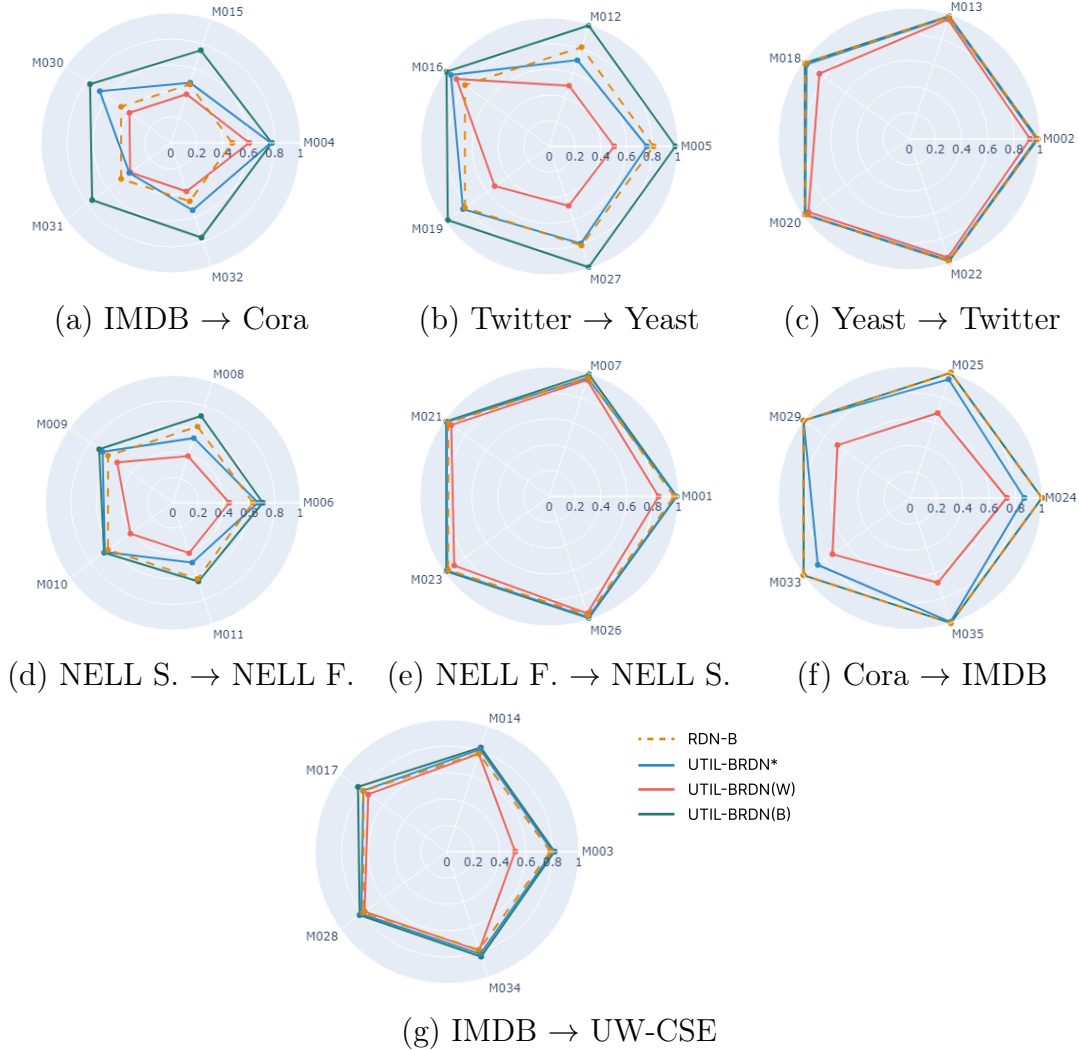 M015
M030
0 0.2 0.4 0.6 0.8 1
M004
M031
M032
(a) IMDB → Cora
M012
M016
0 0.2 0.4 0.6 0.8 1
M005
M019
M027
(b) Twitter → Yeast
M013
M018
0 0.2 0.4 0.6 0.8 1
M002
M020
M022
(c) Yeast → Twitter
M008
M009
0 0.2 0.4 0.6 0.8 1
M006
M010
M011
(d) NELL S. → NELL F.
M007
M021
0 0.2 0.4 0.6 0.8 1
M001
M023
M026
(e) NELL F. → NELL S.
M025
M029
0 0.2 0.4 0.6 0.8 1
M024
M033
M035
(f) Cora → IMDB
M014
M017
0 0.2 0.4 0.6 0.8 1
M003
M028
M034
RDN-B
UTIL-BRDN*
UTIL-BRDN(W)
UTIL-BRDN(B)
(g) IMDB → UW-CSE